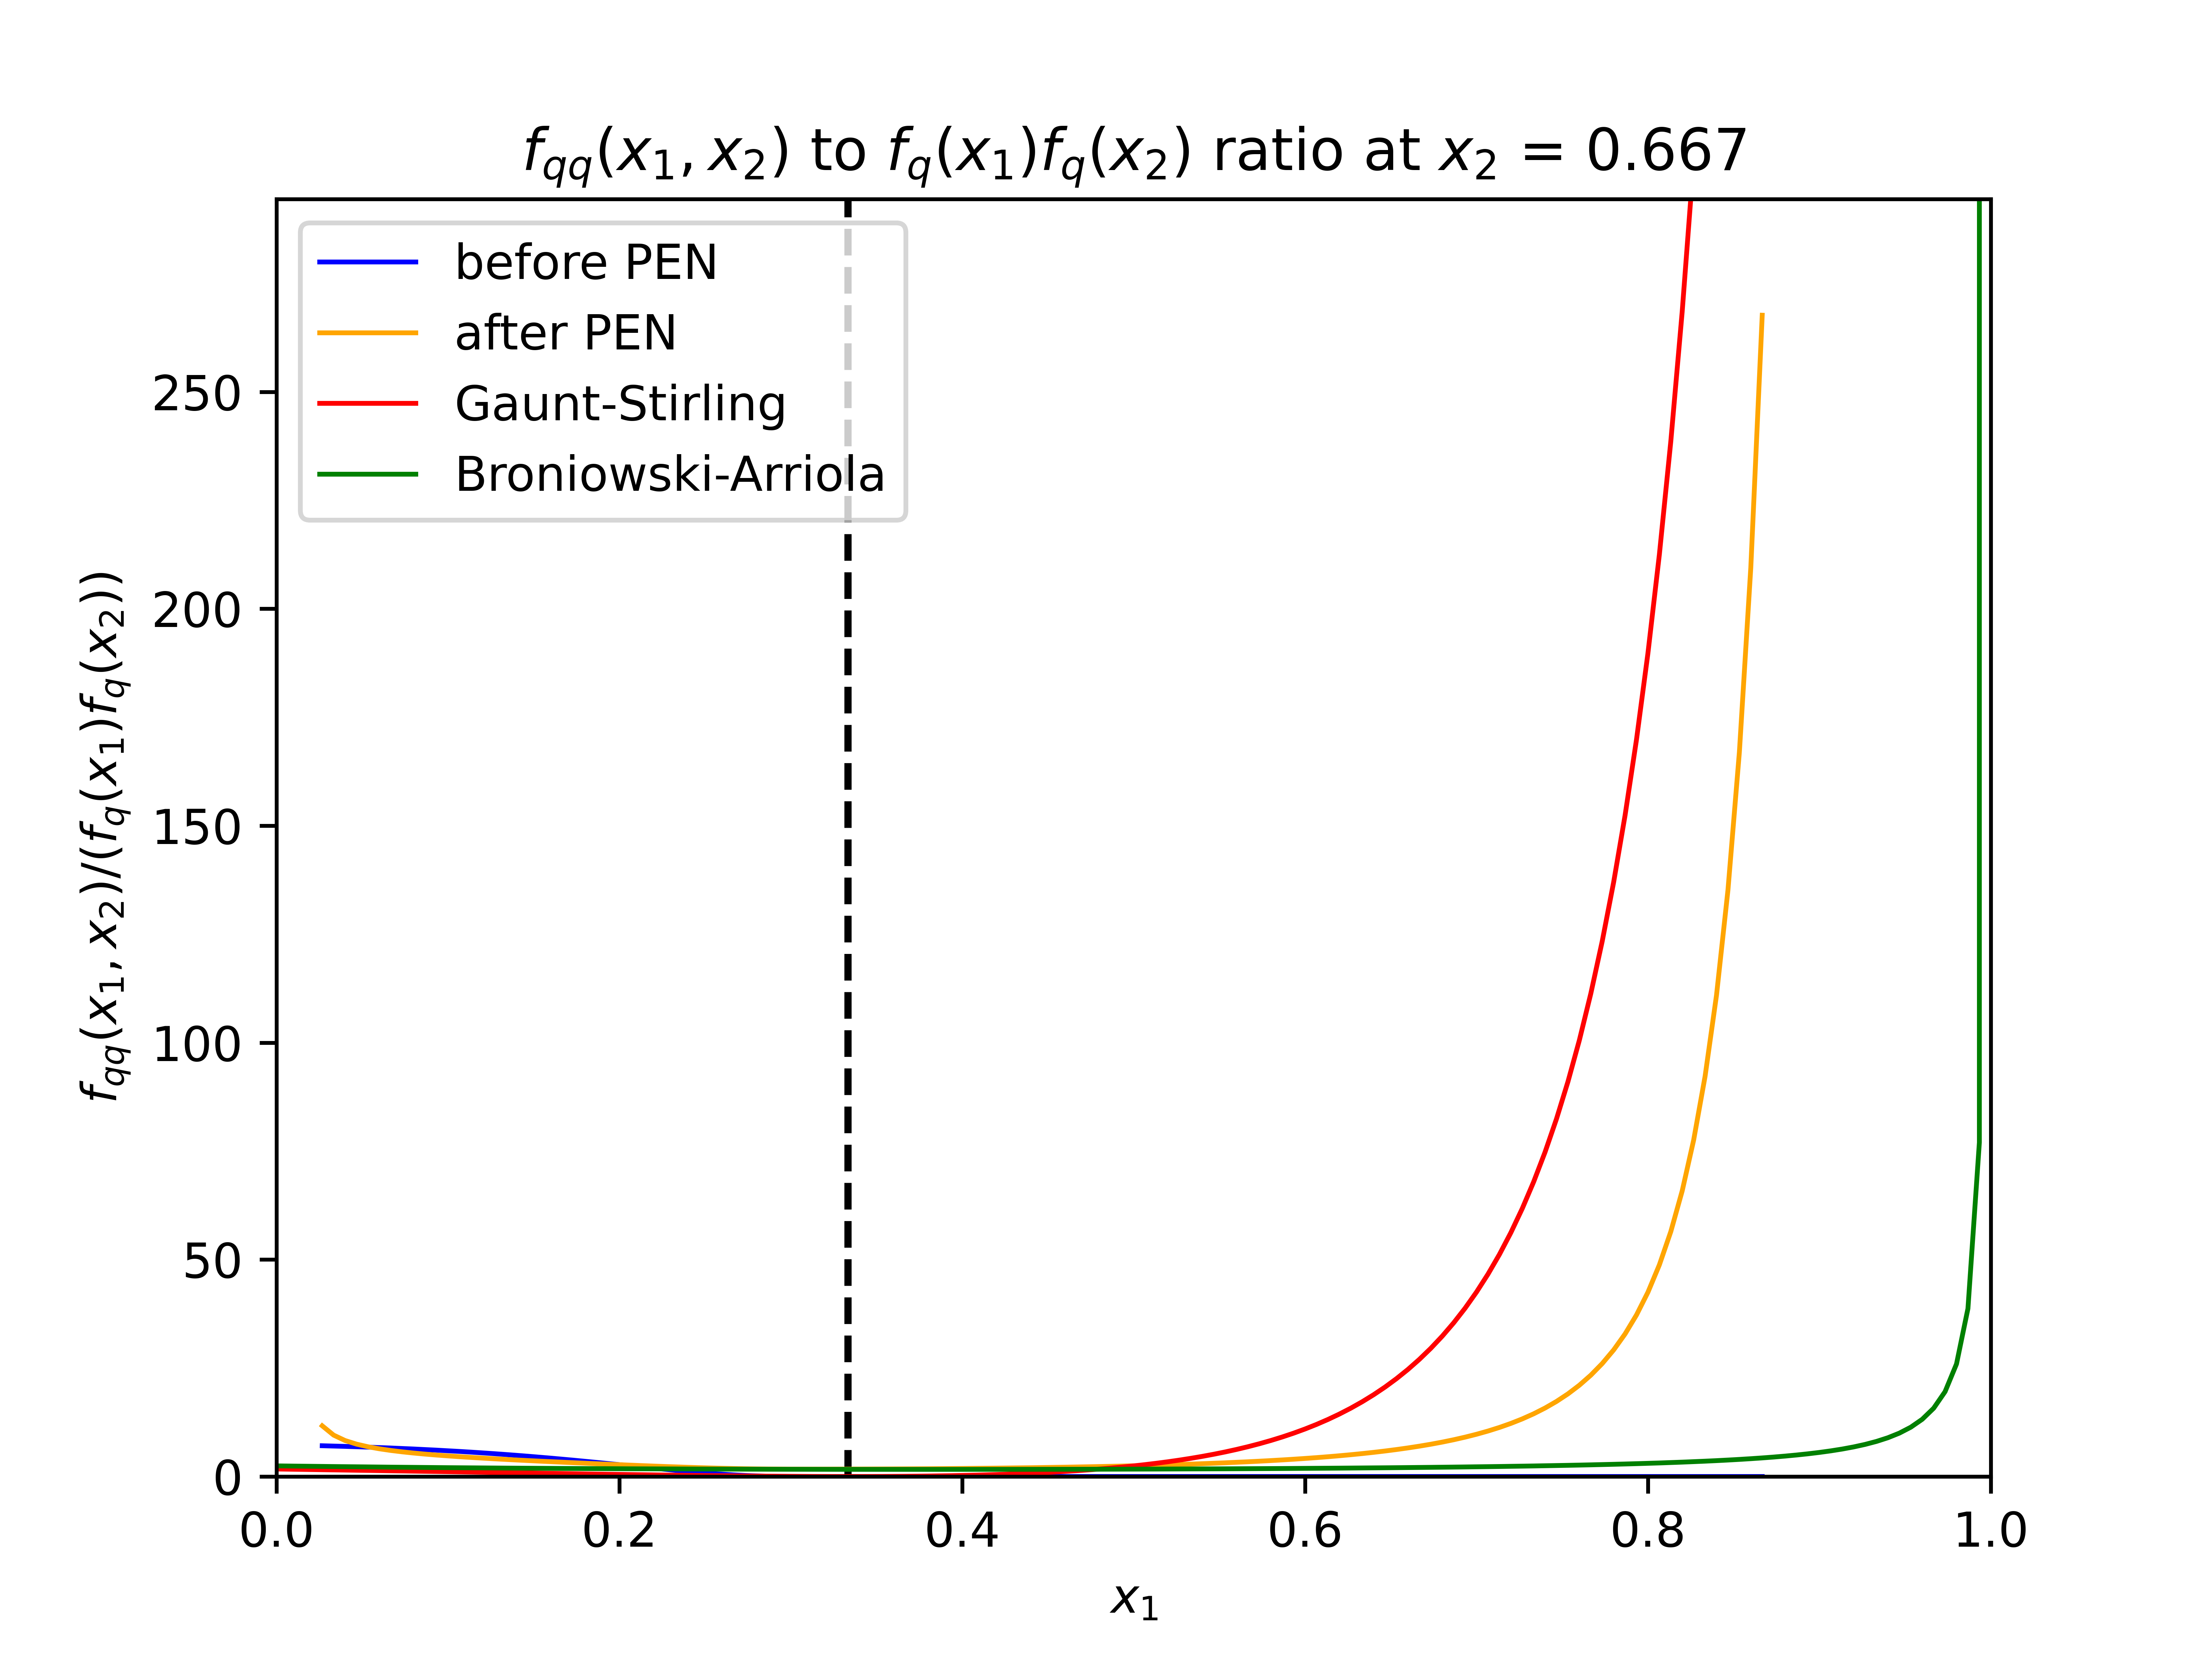 f_qq(x_1, x_2) to f_q(x_1)f_q(x_2) ratio at x_2 = 0.667
before PEN
after PEN
Gaunt-Stirling
Broniowski-Arriola
f_qq(x_1, x_2)/(f_q(x_1)f_q(x_2))
250
200
150
100
50
0
0.0 0.2 0.4 0.6 0.8 1.0
x_1